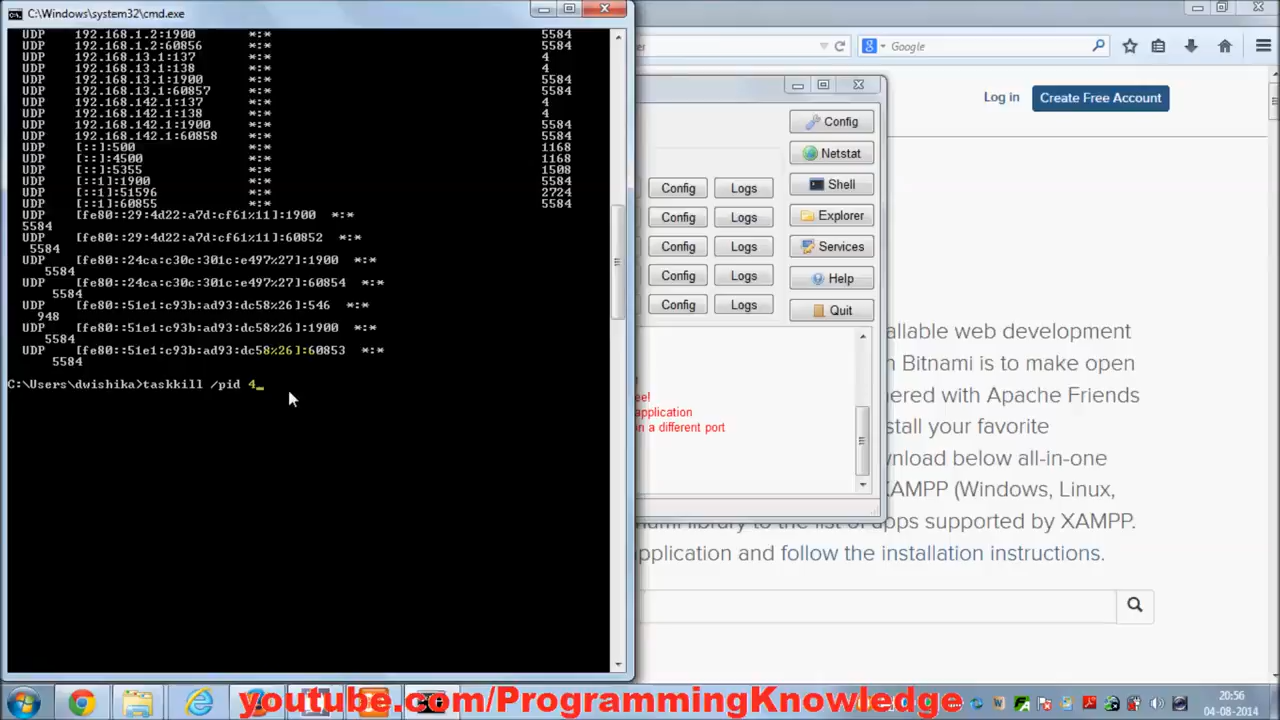 C:\Windows\system32\cmd.exe
UDP 192.168.1.2:1900 *:* 5584
UDP 192.168.1.2:60856 *:* 5584
UDP 192.168.13.1:137 *:* 4
UDP 192.168.13.1:138 *:* 4
UDP 192.168.13.1:1900 *:* 5584
UDP 192.168.13.1:60857 *:* 5584
UDP 192.168.142.1:137 *:* 4
UDP 192.168.142.1:138 *:* 4
UDP 192.168.142.1:1900 *:* 5584
UDP 192.168.142.1:60858 *:* 5584
UDP [::]:500 *:* 1168
UDP [::]:4500 *:* 1168
UDP [::]:5355 *:* 1508
UDP [::1]:1900 *:* 5584
UDP [::1]:51596 *:* 2724
UDP [::1]:60855 *:* 5584
UDP [fe80::29:4d22:a7d:cf61%11]:1900 *:*
5584
UDP [fe80::29:4d22:a7d:cf61%11]:60852 *:*
5584
UDP [fe80::24ca:c30c:301c:e497%27]:1900 *:*
5584
UDP [fe80::24ca:c30c:301c:e497%27]:60854 *:*
5584
UDP [fe80::51e1:c93b:ad93:dc58%26]:546 *:*
948
UDP [fe80::51e1:c93b:ad93:dc58%26]:1900 *:*
5584
UDP [fe80::51e1:c93b:ad93:dc58%26]:60853 *:*
5584
C:\Users\dwishika>taskkill /pid 4_
Google
Log in
Create Free Account
Config
Netstat
Config Logs Shell
Config Logs Explorer
Config Logs Services
Config Logs Help
Config Logs Quit
application
n a different port
allable web development
Bitnami is to make open
ered with Apache Friends
stall your favorite
wnload below all-in-one
XAMPP (Windows, Linux,
nami library to the list of apps supported by XAMPP.
application and follow the installation instructions.
youtube.com/ProgrammingKnowledge
20:56
04-08-2014